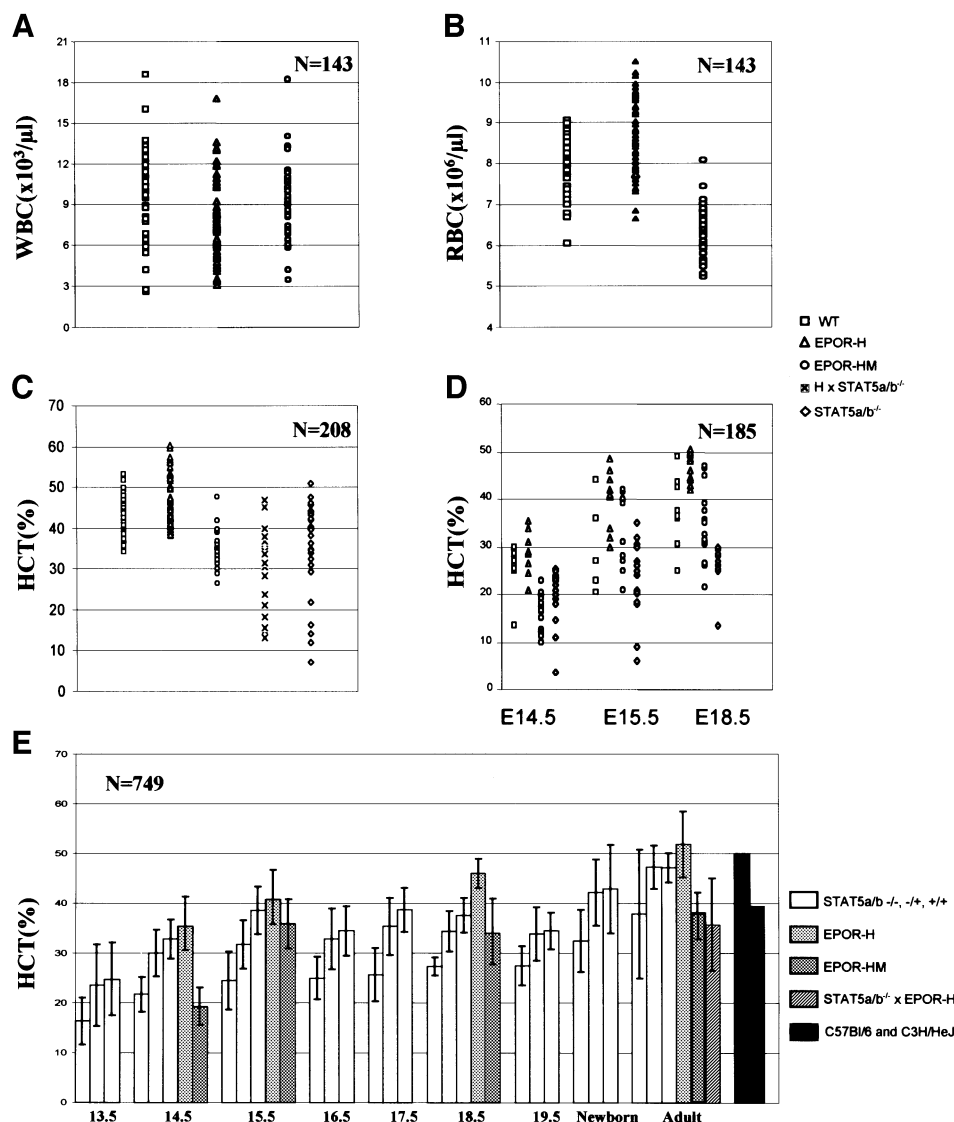 A
21
18
15
12
9
6
3
0
WBC(x10³/µl)
N=143
B
11
10
9
8
7
6
5
4
RBC(x10⁶/µl)
N=143
WT
EPOR-H
EPOR-HM
H x STAT5a/b⁻/⁻
STAT5a/b⁻/⁻
C
70
60
50
40
30
20
10
0
HCT(%)
N=208
D
60
50
40
30
20
10
0
HCT(%)
N=185
E14.5 E15.5 E18.5
E
70
60
50
40
30
20
10
0
HCT(%)
N=749
13.5 14.5 15.5 16.5 17.5 18.5 19.5 Newborn Adult
STAT5a/b -/-, -/+, +/+
EPOR-H
EPOR-HM
STAT5a/b⁻/⁻ x EPOR-H
C57Bl/6 and C3H/HeJ